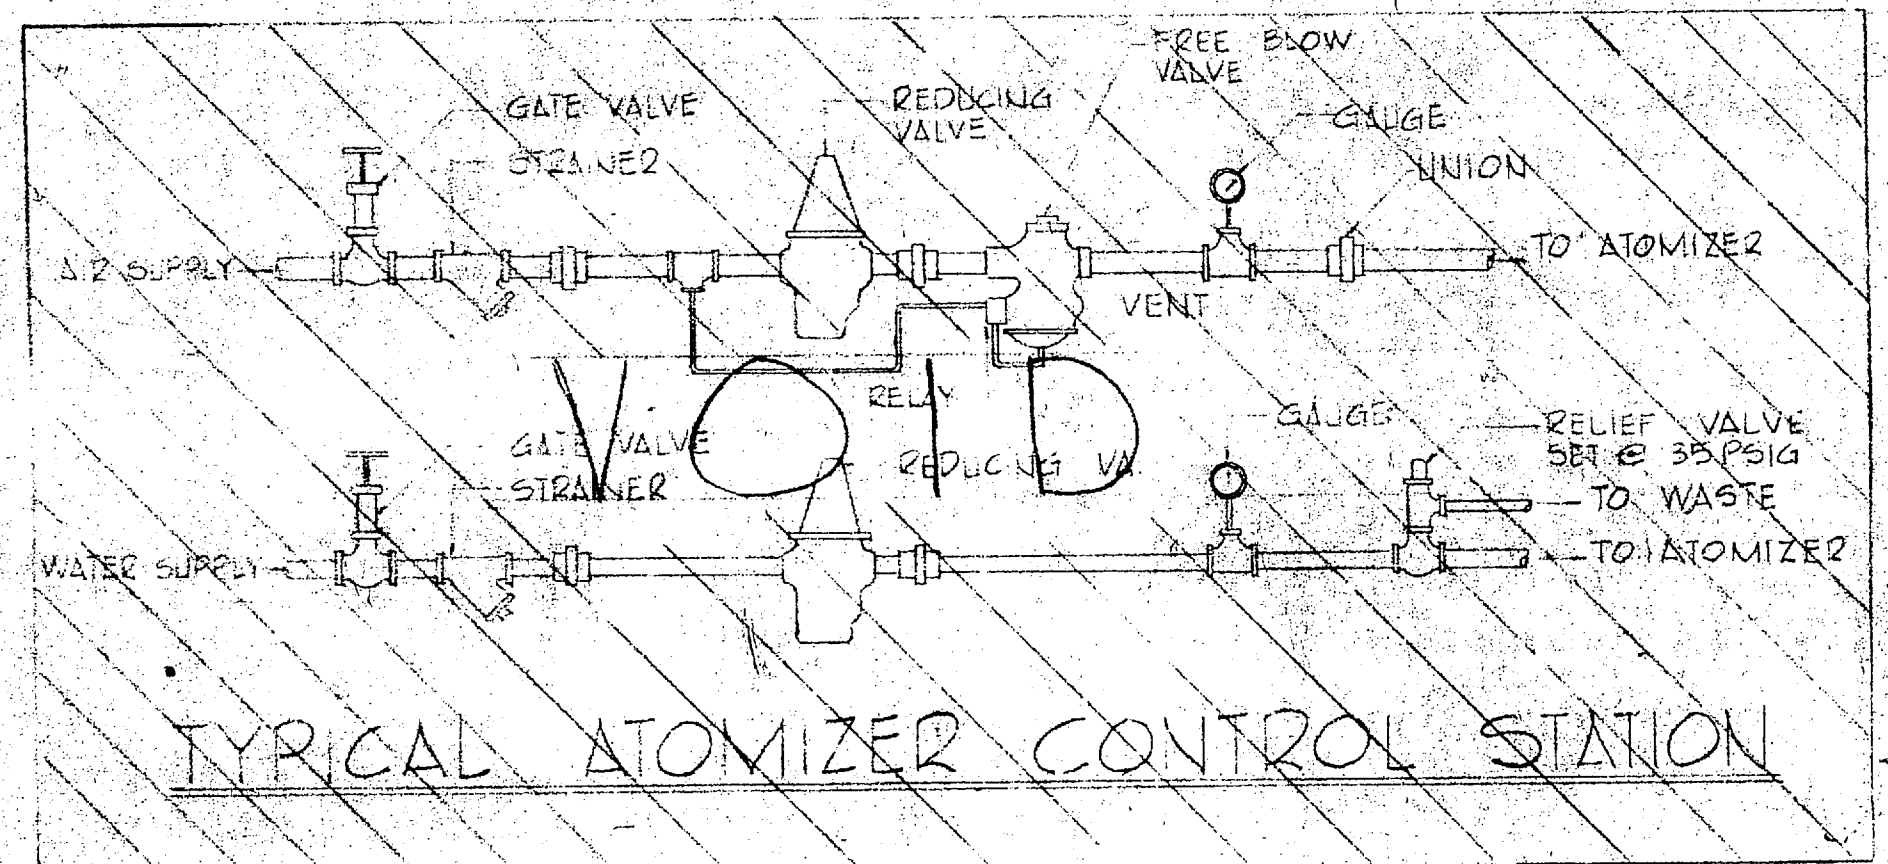 FREE BLOW
VALVE
GATE VALVE
REDUCING
VALVE
GAUGE
STRAINER
UNION
AIR SUPPLY
TO ATOMIZER
VENT
VOID
RELAY
GAUGE
RELIEF VALVE
SET @ 35 PSIG
GATE VALVE
REDUCING VA.
STRAINER
TO WASTE
WATER SUPPLY
TO ATOMIZER
TYPICAL ATOMIZER CONTROL STATION